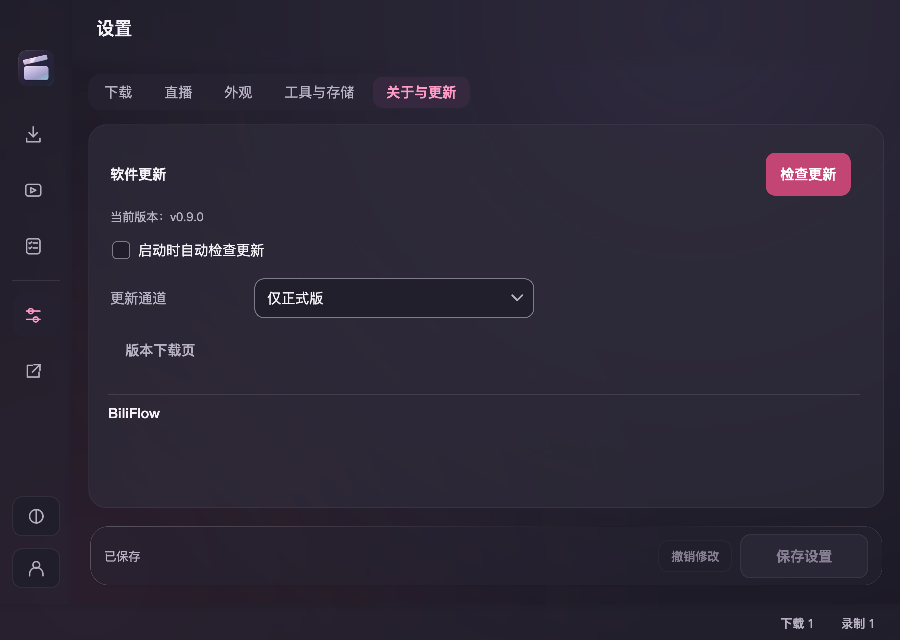 设置
下载 直播 外观 工具与存储 关于与更新
软件更新 检查更新
当前版本：v0.9.0
启动时自动检查更新
更新通道 仅正式版
版本下载页
BiliFlow
已保存 撤销修改 保存设置
下载 1 录制 1